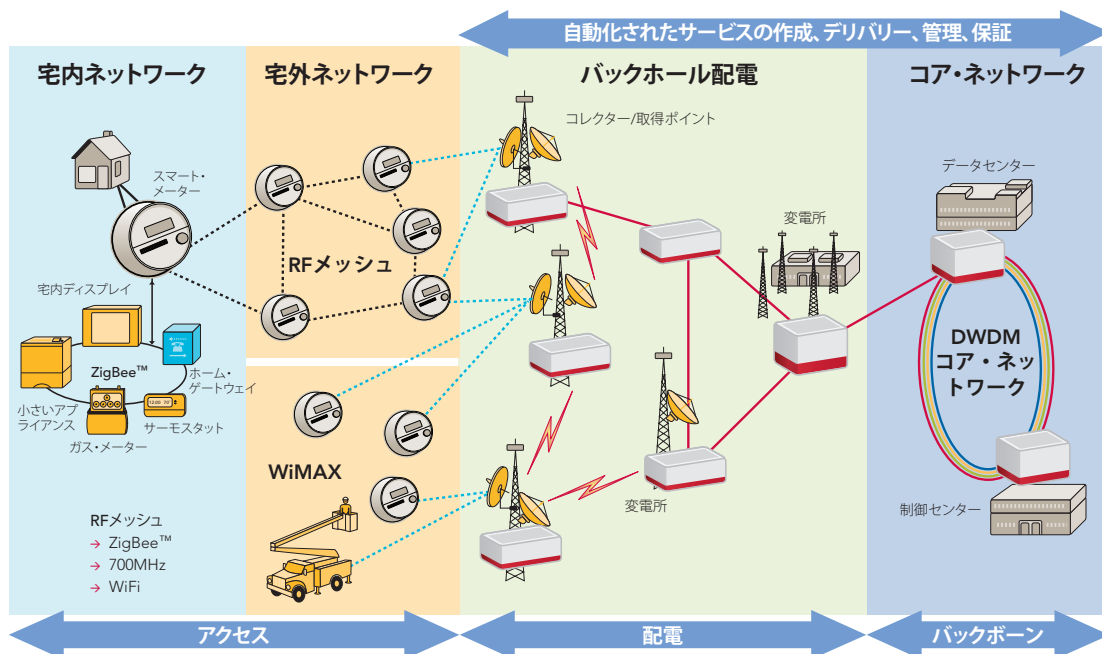 自動化されたサービスの作成、デリバリー、管理、保証
宅内ネットワーク
宅外ネットワーク
バックホール配電
コア・ネットワーク
スマート・
メーター
宅内ディスプレイ
ZigBee™
ホーム・
ゲートウェイ
小さいアプ
ライアンス
12:00 70°
サーモスタット
ガス・メーター
RFメッシュ
→ ZigBee™
→ 700MHz
→ WiFi
RFメッシュ
WiMAX
コレクター/取得ポイント
変電所
変電所
データセンター
DWDM
コア・ネッ
トワーク
制御センター
アクセス
配電
バックボーン